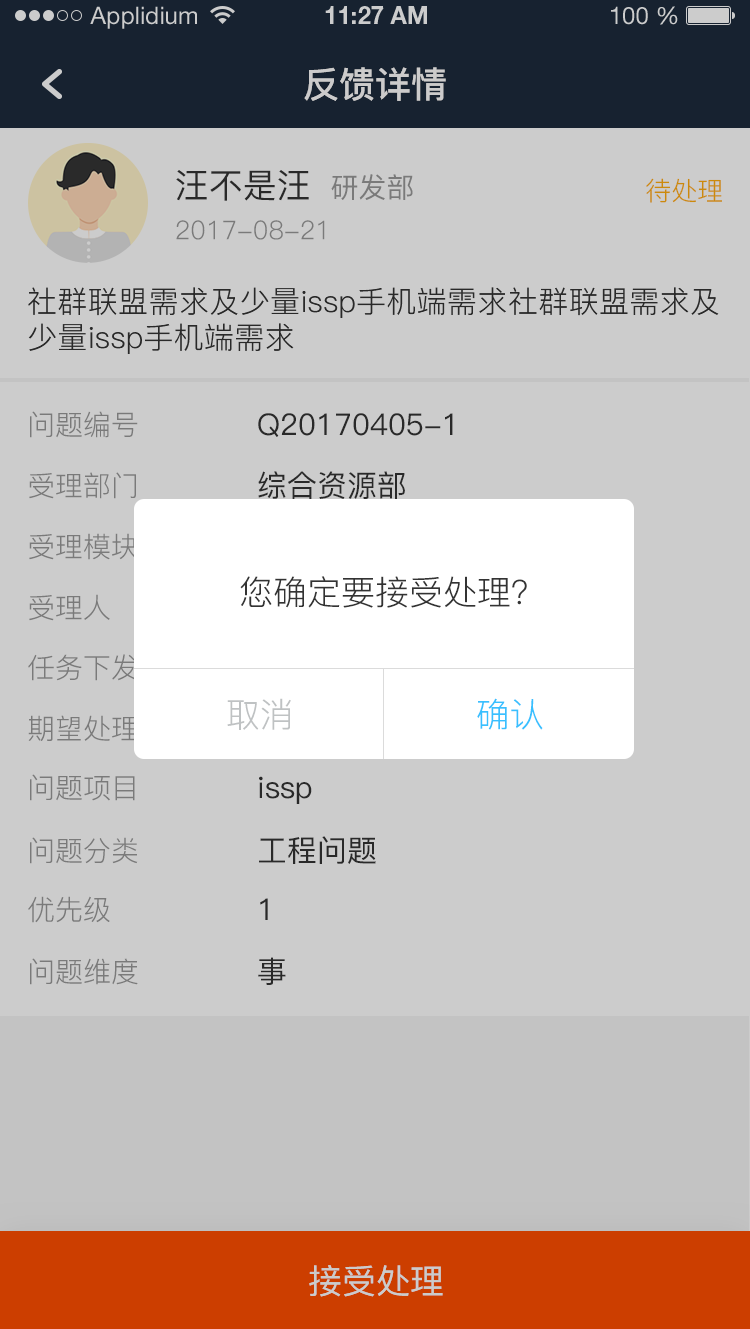 Applidium 11:27 AM 100 %
反馈详情
汪不是汪 研发部
待处理
2017-08-21
社群联盟需求及少量issp手机端需求社群联盟需求及
少量issp手机端需求
问题编号 Q20170405-1
受理部门 综合资源部
受理模块
受理人
任务下发
期望处理
您确定要接受处理？
取消 确认
问题项目 issp
问题分类 工程问题
优先级 1
问题维度 事
接受处理